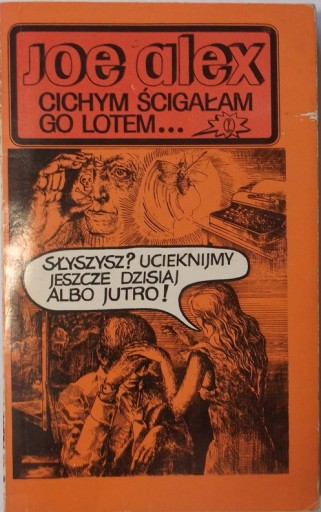 Joe alex
CICHYM ŚCIGAŁAM
GO LOTEM...
SŁYSZYSZ? UCIEKNIJMY
JESZCZE DZISIAJ
ALBO JUTRO!